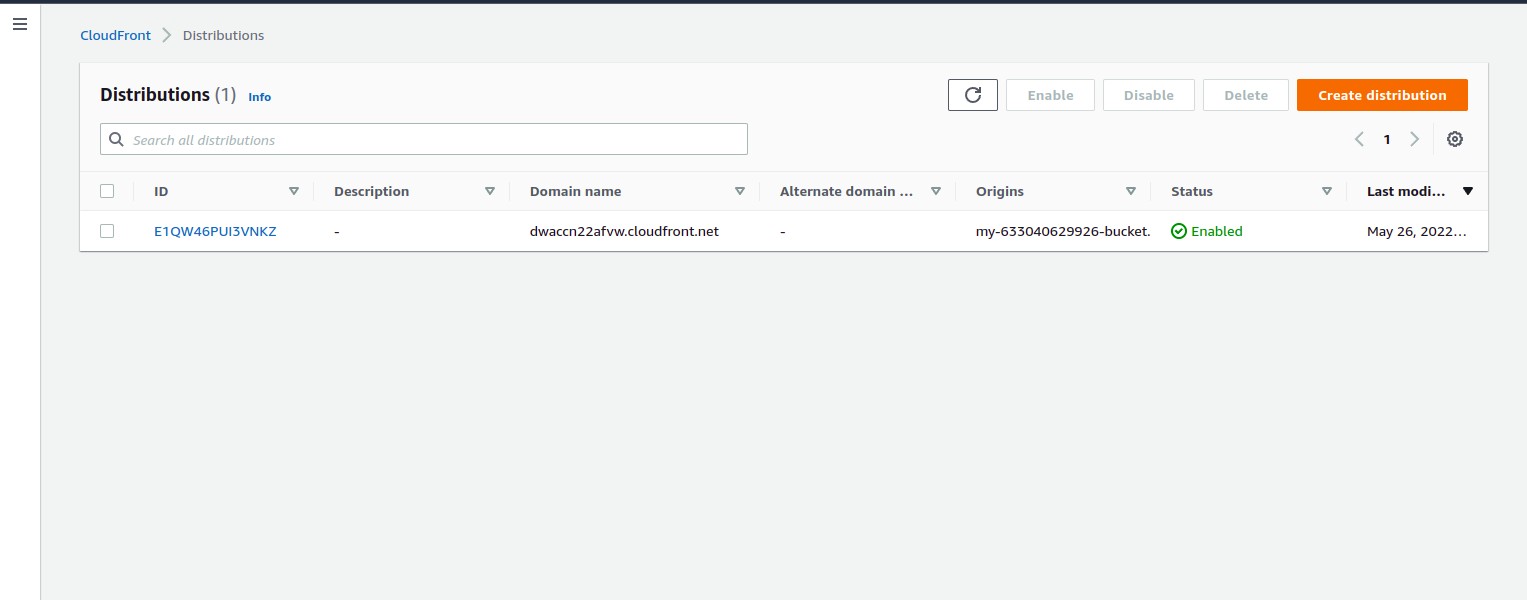 CloudFront Distributions
Distributions (1) Info
Enable Disable Delete Create distribution
Search all distributions
1
ID Description Domain name Alternate domain ... Origins Status Last modi...
E1QW46PUI3VNKZ - dwaccn22afvw.cloudfront.net - my-633040629926-bucket. Enabled May 26, 2022...